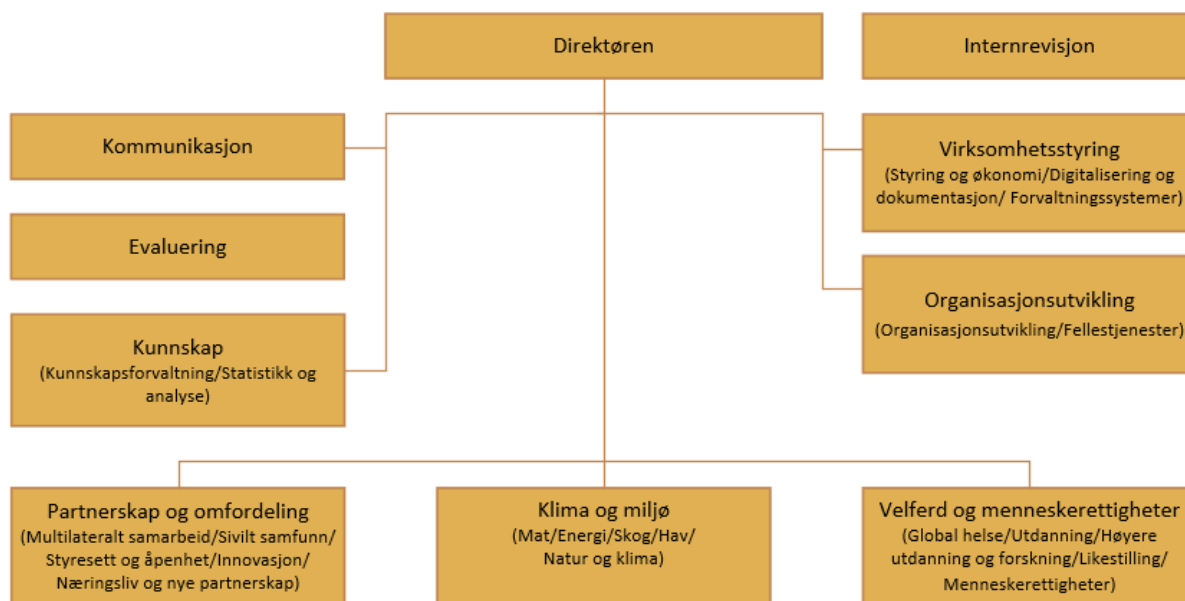 Direktøren
Internrevisjon
Kommunikasjon
Virksomhetsstyring
(Styring og økonomi/Digitalisering og
dokumentasjon/ Forvaltningssystemer)
Evaluering
Organisasjonsutvikling
(Organisasjonsutvikling/Fellestjenester)
Kunnskap
(Kunnskapsforvaltning/Statistikk og
analyse)
Partnerskap og omfordeling
(Multilateralt samarbeid/Sivilt samfunn/
Styresett og åpenhet/Innovasjon/
Næringsliv og nye partnerskap)
Klima og miljø
(Mat/Energi/Skog/Hav/
Natur og klima)
Velferd og menneskerettigheter
(Global helse/Utdanning/Høyere
utdanning og forskning/Likestilling/
Menneskerettigheter)